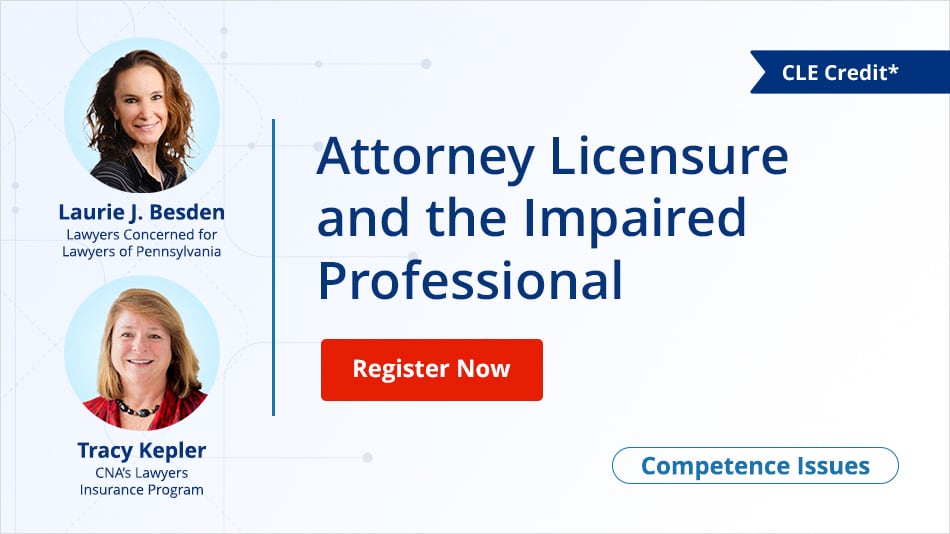 Laurie J. Besden
Lawyers Concerned for
Lawyers of Pennsylvania
Tracy Kepler
CNA's Lawyers
Insurance Program
CLE Credit*
Attorney Licensure
and the Impaired
Professional
Register Now
Competence Issues